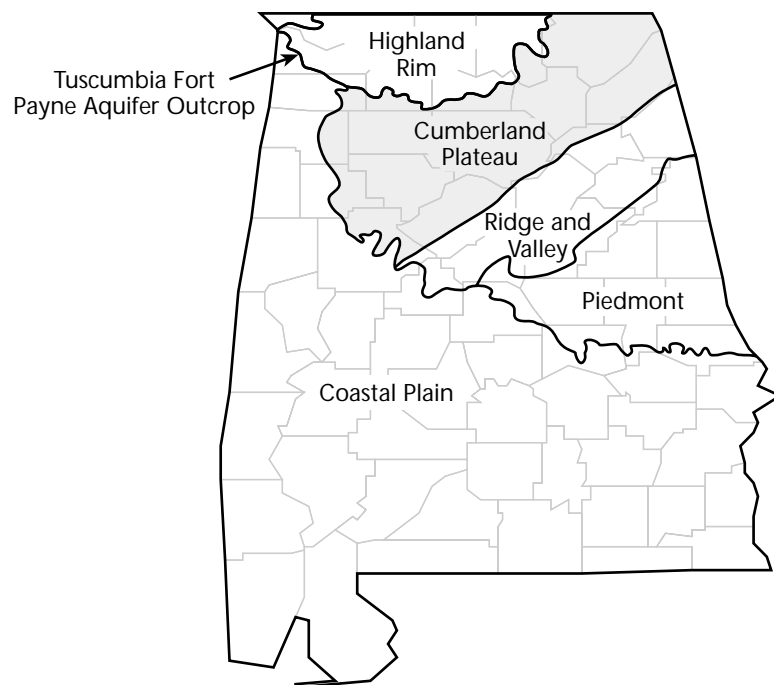 Highland
Rim
Tuscumbia Fort
Payne Aquifer Outcrop
Cumberland
Plateau
Ridge and
Valley
Piedmont
Coastal Plain